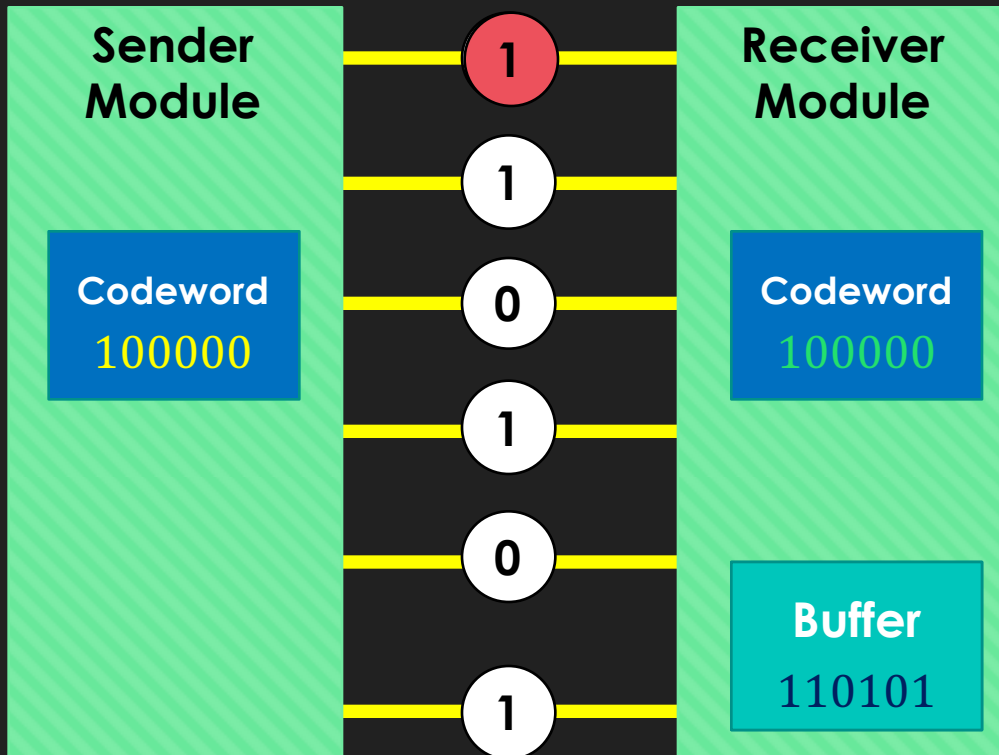 Sender
Module
Codeword
100000
1
1
0
1
0
1
Receiver
Module
Codeword
100000
Buffer
110101